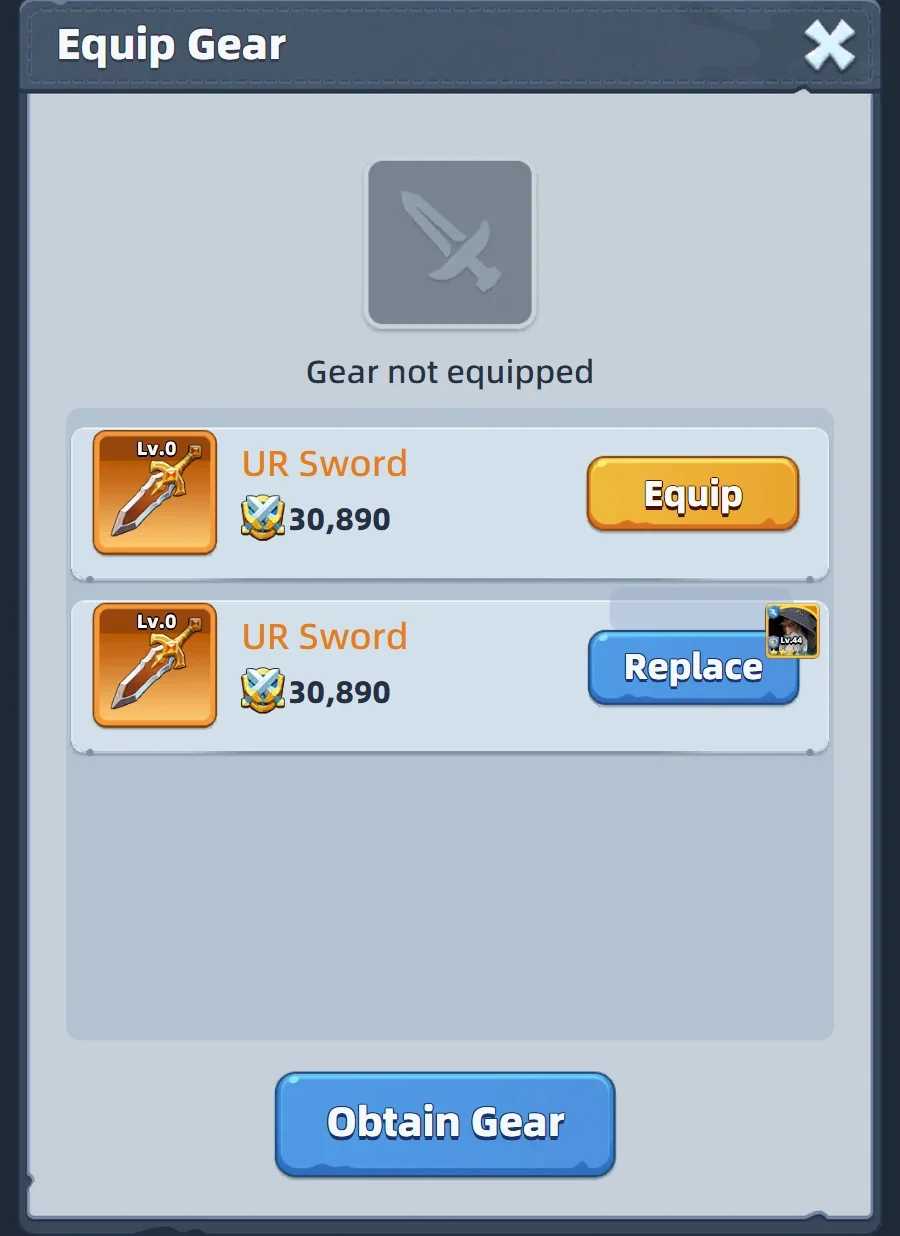 Equip Gear
Gear not equipped
Lv.0
UR Sword
30,890
Equip
Lv.0
UR Sword
30,890
Replace
Lv.44
Obtain Gear